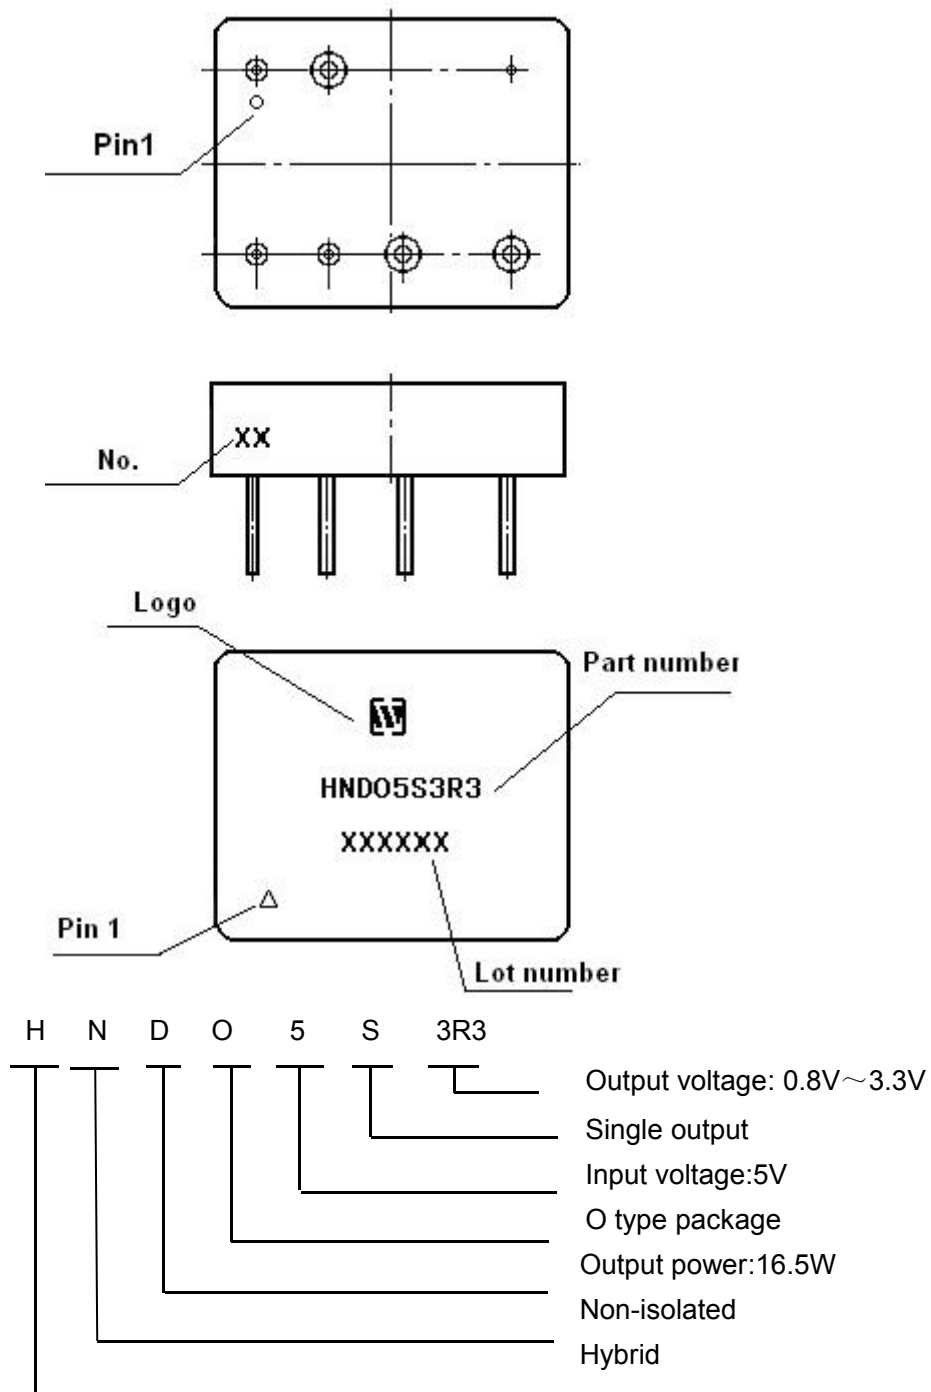 Pin1
XX
No.
Logo
Part number
HNDO5S3R3
XXXXXX
Pin 1
Lot number
H N D O 5 S 3R3
Output voltage: 0.8V～3.3V
Single output
Input voltage:5V
O type package
Output power:16.5W
Non-isolated
Hybrid